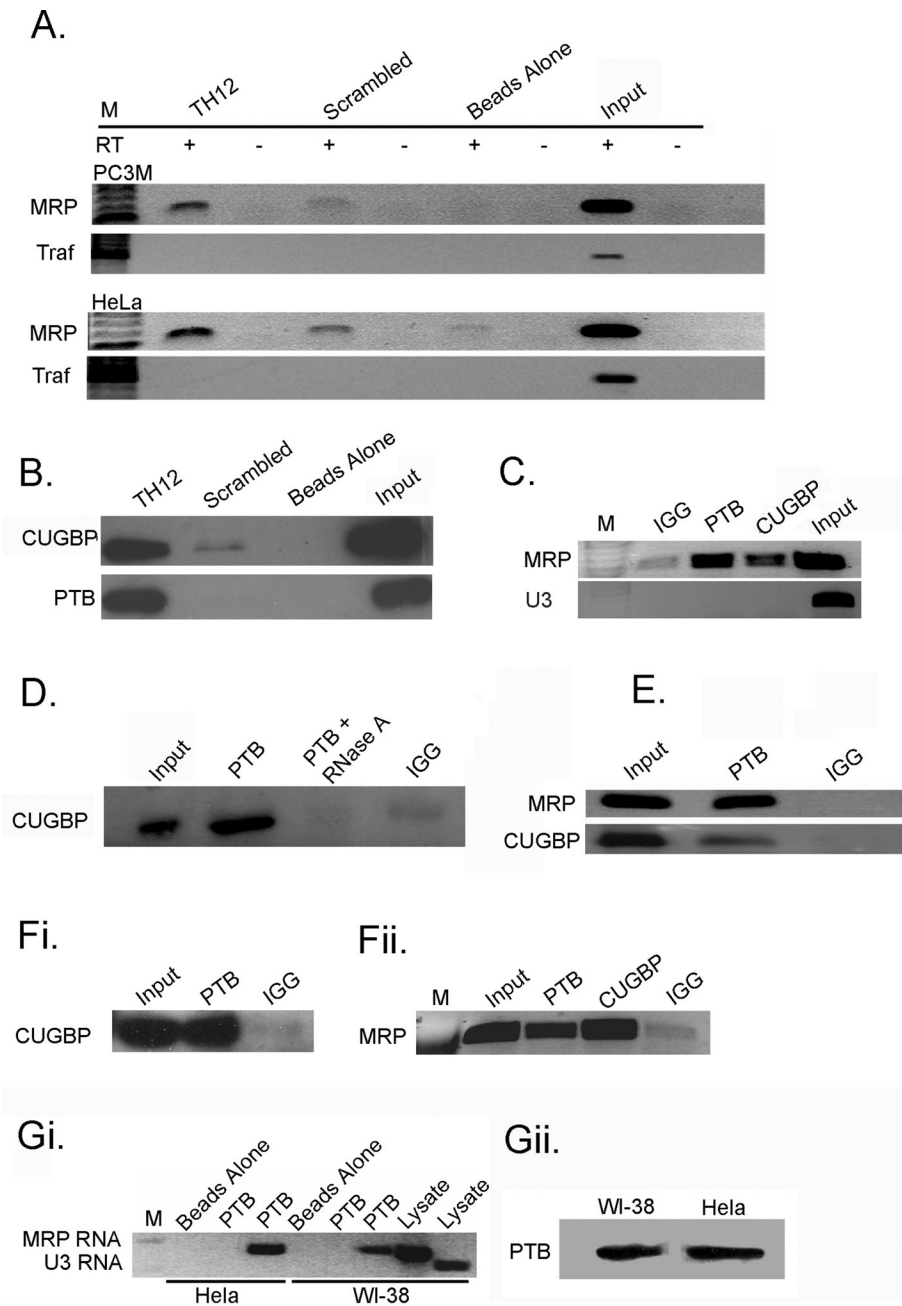 A.
M TH12 Scrambled Beads Alone Input
RT + - + - + - + -
PC3M
MRP
Traf
HeLa
MRP
Traf
B.
TH12 Scrambled Beads Alone Input
CUGBP
PTB
C.
M IGG PTB CUGBP Input
MRP
U3
D.
Input PTB PTB + RNase A IGG
CUGBP
E.
Input PTB IGG
MRP
CUGBP
Fi.
Input PTB IGG
CUGBP
Fii.
M Input PTB CUGBP IGG
MRP
Gi.
M Beads Alone PTB PTB Beads Alone PTB PTB Lysate Lysate
MRP RNA
U3 RNA
Hela WI-38
Gii.
WI-38 Hela
PTB